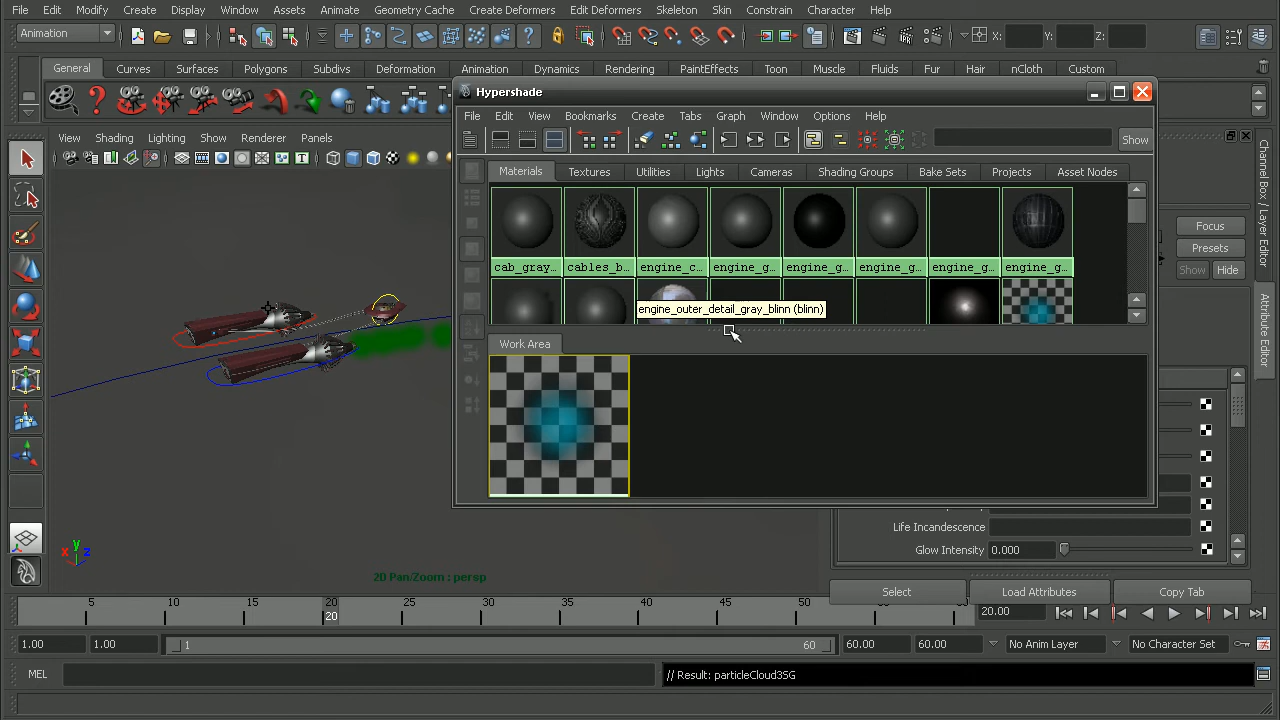 File Edit Modify Create Display Window Assets Animate Geometry Cache Create Deformers Edit Deformers Skeleton Skin Constrain Character Help
Animation X: Y: Z:
General Curves Surfaces Polygons Subdivs Deformation Animation Dynamics Rendering PaintEffects Toon Muscle Fluids Fur Hair nCloth Custom
Hypershade
File Edit View Bookmarks Create Tabs Graph Window Options Help
View Shading Lighting Show Renderer Panels
Show
Materials Textures Utilities Lights Cameras Shading Groups Bake Sets Projects Asset Nodes
Channel Box / Layer Editor
Attribute Editor
Focus
Presets
Show Hide
cab_gray... cables_b... engine_c... engine_g... engine_g... engine_g... engine_g... engine_g...
engine_outer_detail_gray_blinn (blinn)
Work Area
Life Incandescence
Glow Intensity 0.000
x y z
2D Pan/Zoom : persp
Select Load Attributes Copy Tab
5 10 15 20 25 30 35 40 45 50 55
20 20.00
1.00 1.00 1 60 60.00 60.00 No Anim Layer No Character Set
MEL // Result: particleCloud3SG